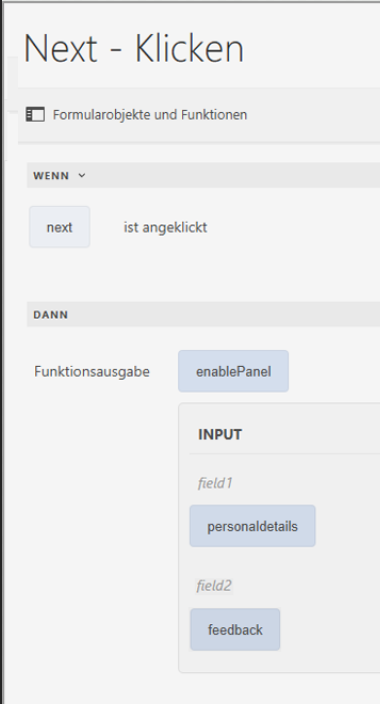 Next - Klicken
Formularobjekte und Funktionen
WENN
next ist angeklickt
DANN
Funktionsausgabe enablePanel
INPUT
field1
personaldetails
field2
feedback